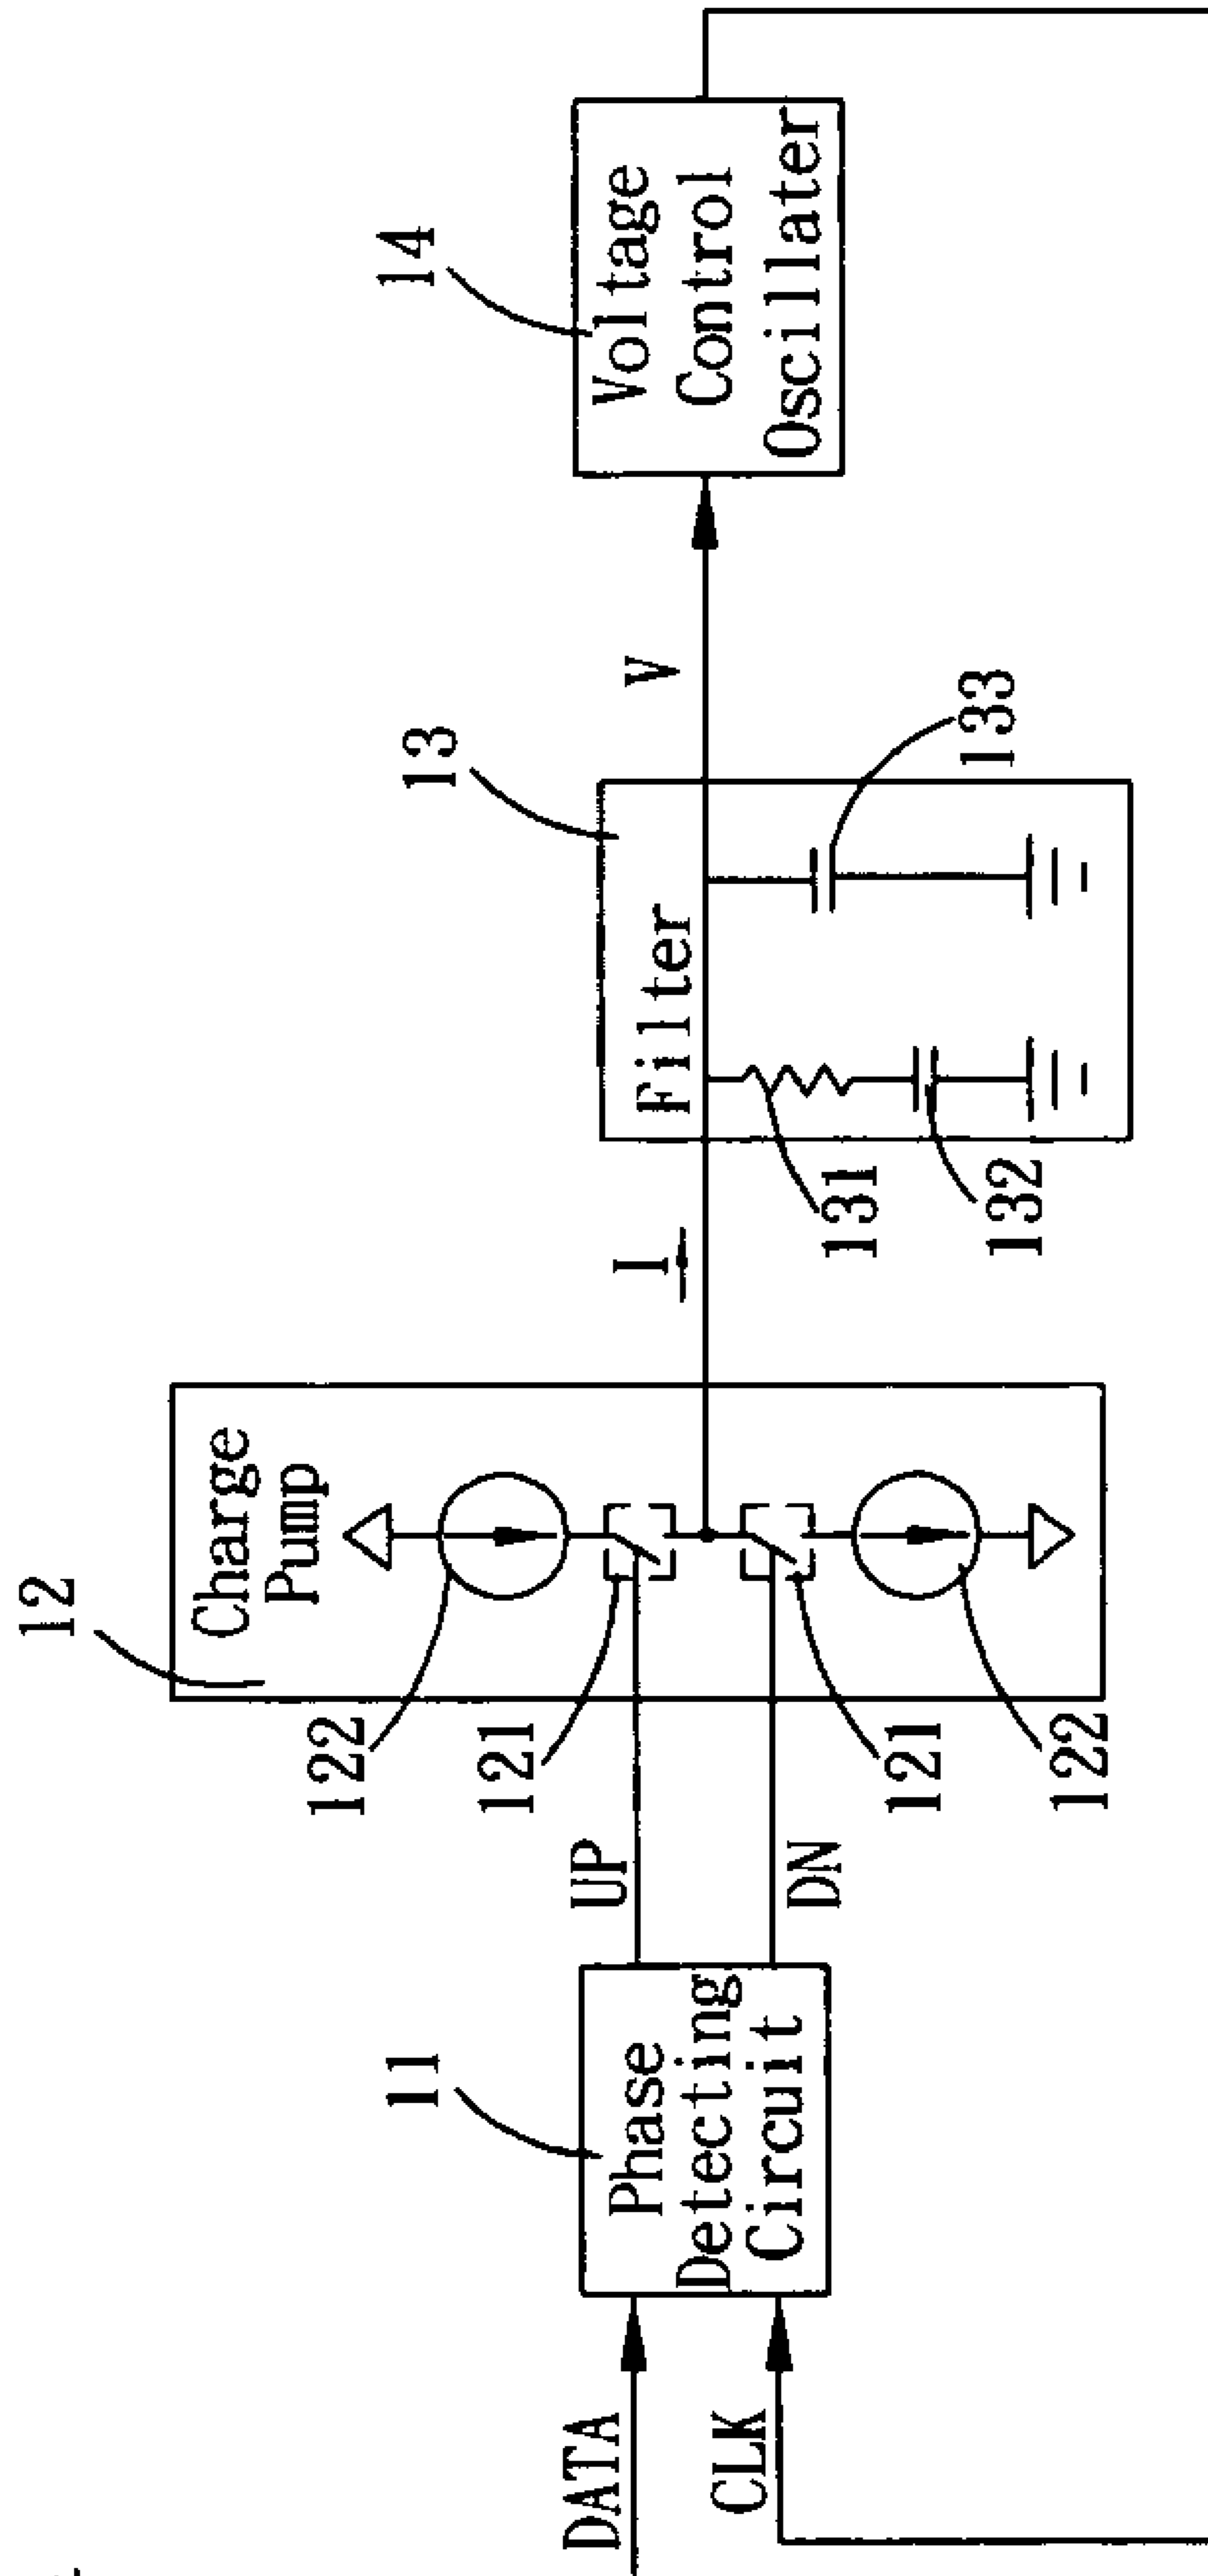 12
Charge
Pump
122
121
UP
DN
121
122
11
Phase
Detecting
Circuit
DATA
CLK
I
13
Filter
131
132
133
V
14
Voltage
Control
Oscillater